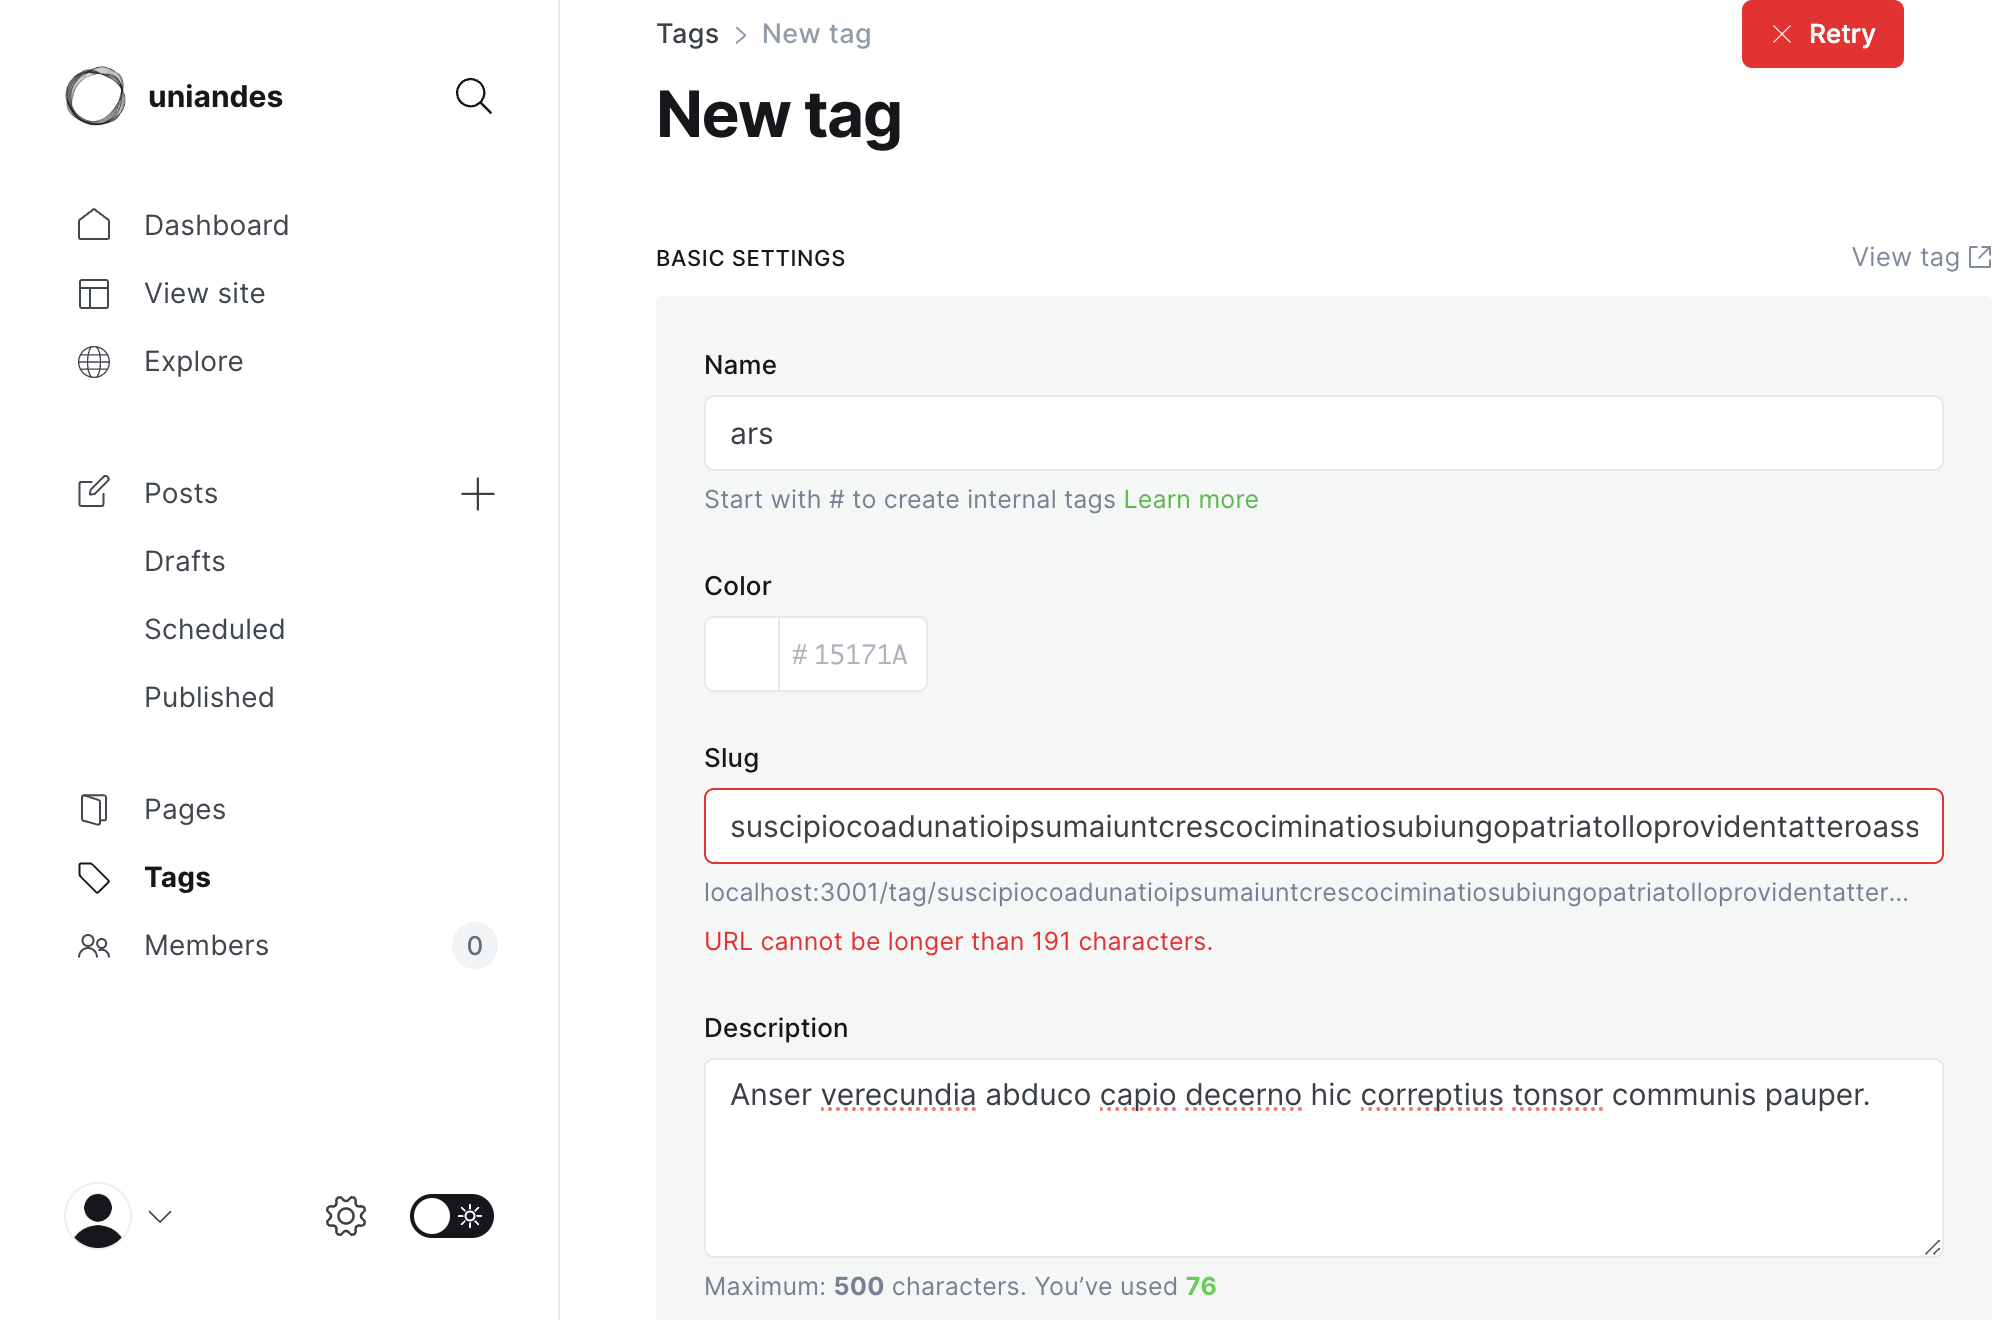 uniandes
Dashboard
View site
Explore
Posts
Drafts
Scheduled
Published
Pages
Tags
Members 0
Tags > New tag
Retry
New tag
BASIC SETTINGS
View tag
Name
ars
Start with # to create internal tags Learn more
Color
# 15171A
Slug
suscipiocoadunatioipsumaiuntcrescociminatiosubiungopatriatolloprovidentatteroass
localhost:3001/tag/suscipiocoadunatioipsumaiuntcrescociminatiosubiungopatriatolloprovidentatter...
URL cannot be longer than 191 characters.
Description
Anser verecundia abduco capio decerno hic correptius tonsor communis pauper.
Maximum: 500 characters. You’ve used 76